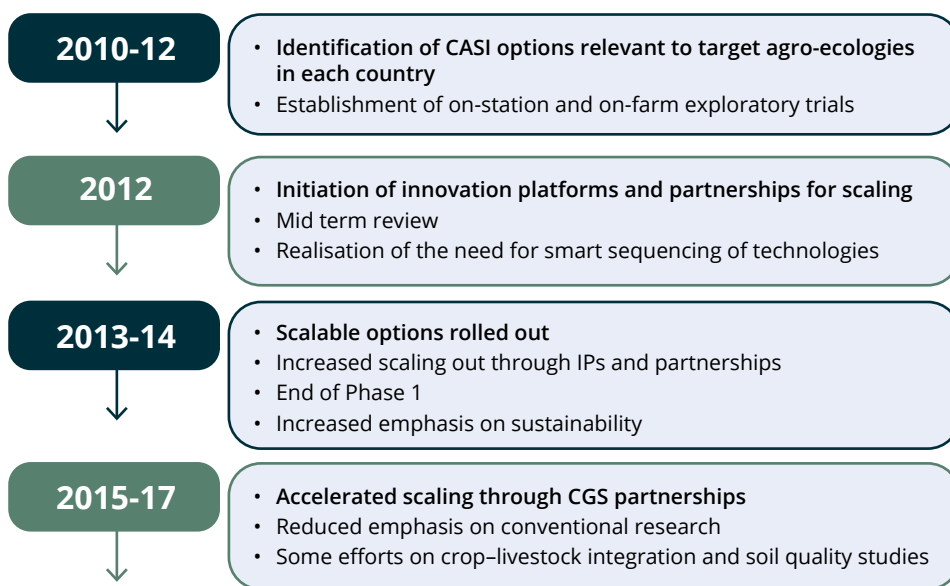 2010-12
• Identification of CASI options relevant to target agro-ecologies
in each country
• Establishment of on-station and on-farm exploratory trials
2012
• Initiation of innovation platforms and partnerships for scaling
• Mid term review
• Realisation of the need for smart sequencing of technologies
2013-14
• Scalable options rolled out
• Increased scaling out through IPs and partnerships
• End of Phase 1
• Increased emphasis on sustainability
2015-17
• Accelerated scaling through CGS partnerships
• Reduced emphasis on conventional research
• Some efforts on crop–livestock integration and soil quality studies